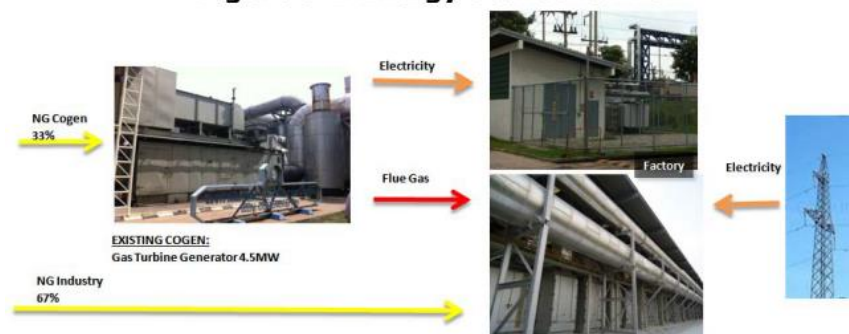 Electricity
NG Cogen
33%
Factory
Electricity
Flue Gas
EXISTING COGEN:
Gas Turbine Generator 4.5MW
NG Industry
67%